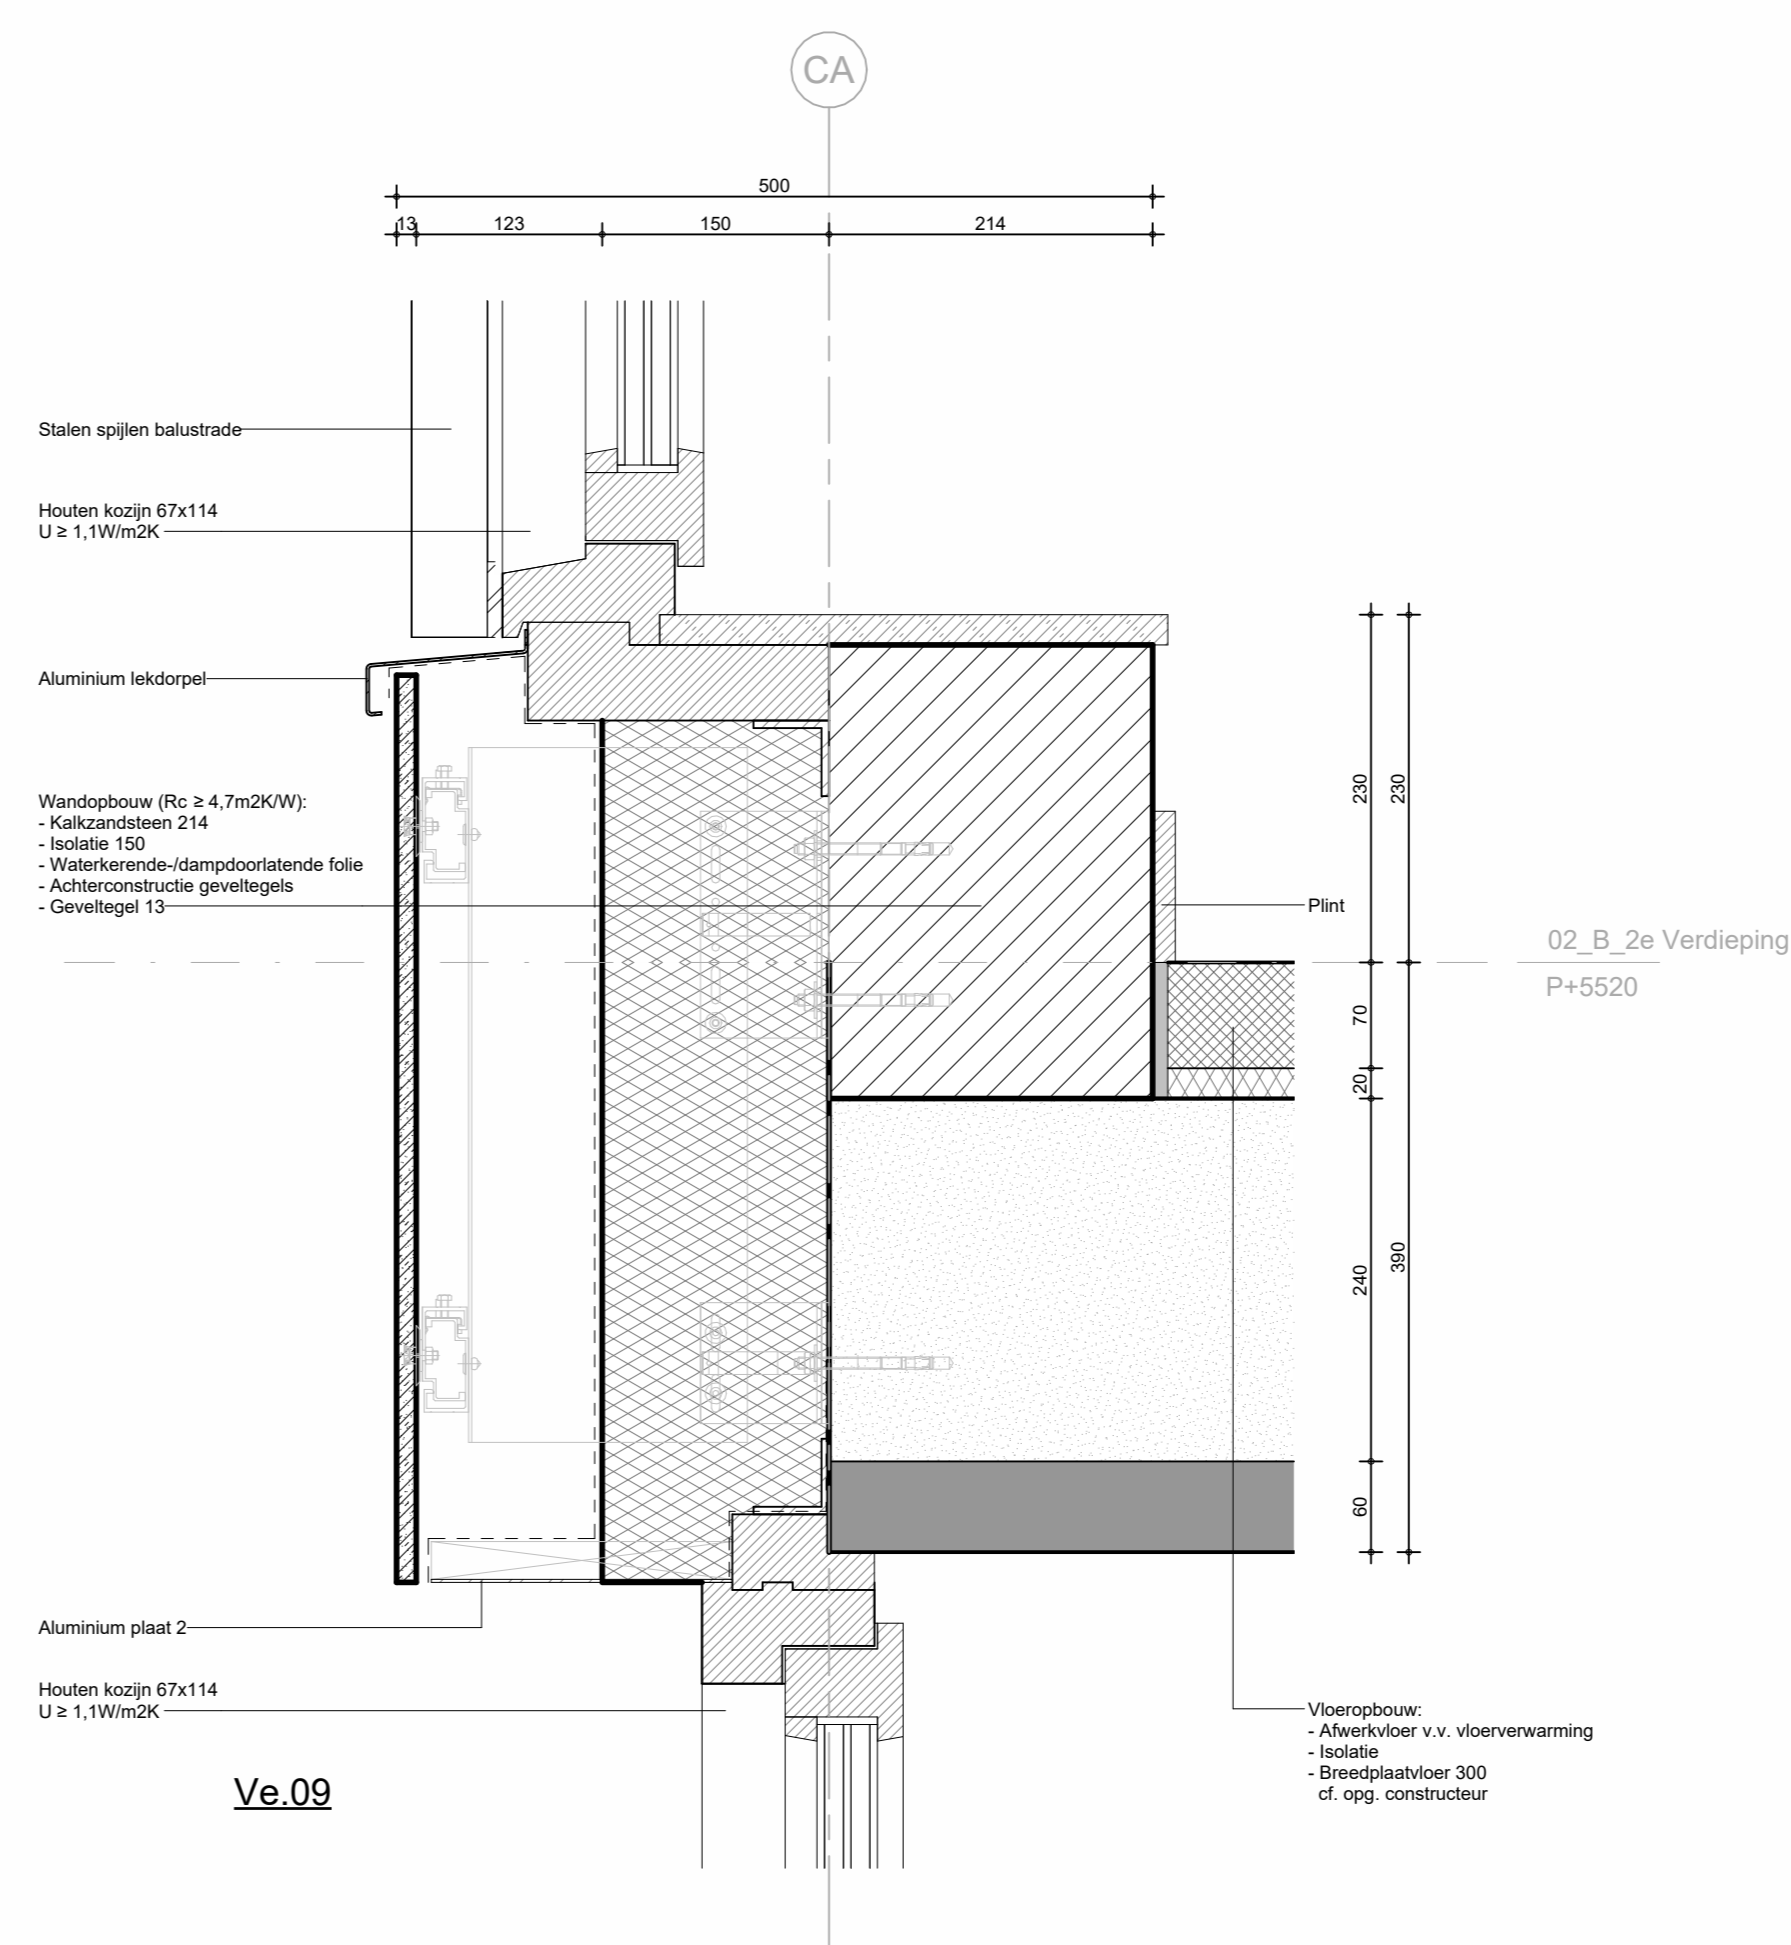 CA
500
13
123
150
214
Stalen spijlen balustrade
Houten kozijn 67x114
U ≥ 1,1W/m2K
Aluminium lekdorpel
Wandopbouw (Rc ≥ 4,7m2K/W):
- Kalkzandsteen 214
- Isolatie 150
- Waterkerende-/dampdoorlatende folie
- Achterconstructie geveltegels
- Geveltegel 13
230
230
Plint
02_B_2e Verdieping
P+5520
70
20
240
390
60
Aluminium plaat 2
Houten kozijn 67x114
U ≥ 1,1W/m2K
Vloeropbouw:
- Afwerkvloer v.v. vloerverwarming
- Isolatie
- Breedplaatvloer 300
cf. opg. constructeur
Ve.09